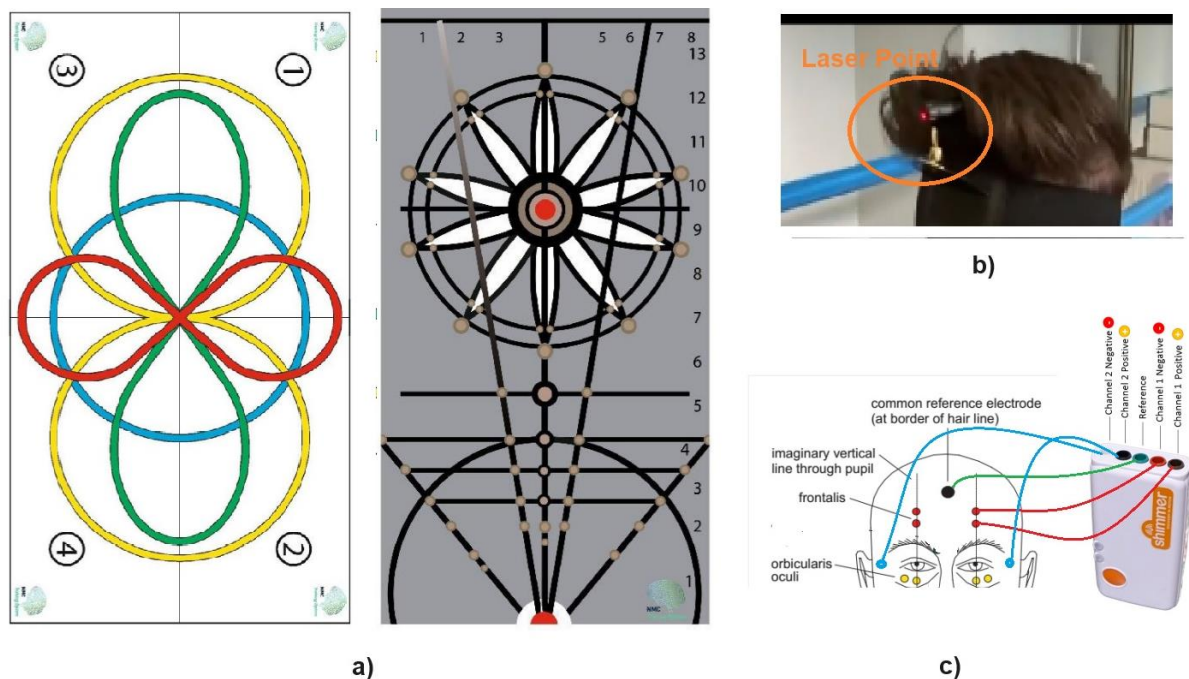 3
1
4
2
1
2
3
5
6
7
8
13
12
11
10
9
8
7
6
5
4
3
2
1
NMC
a)
Laser Point
b)
Channel 2 Negative
Channel 2 Positive
Reference
Channel 1 Negative
Channel 1 Positive
common reference electrode
(at border of hair line)
imaginary vertical
line through pupil
frontalis
orbicularis
oculi
shimmer
c)